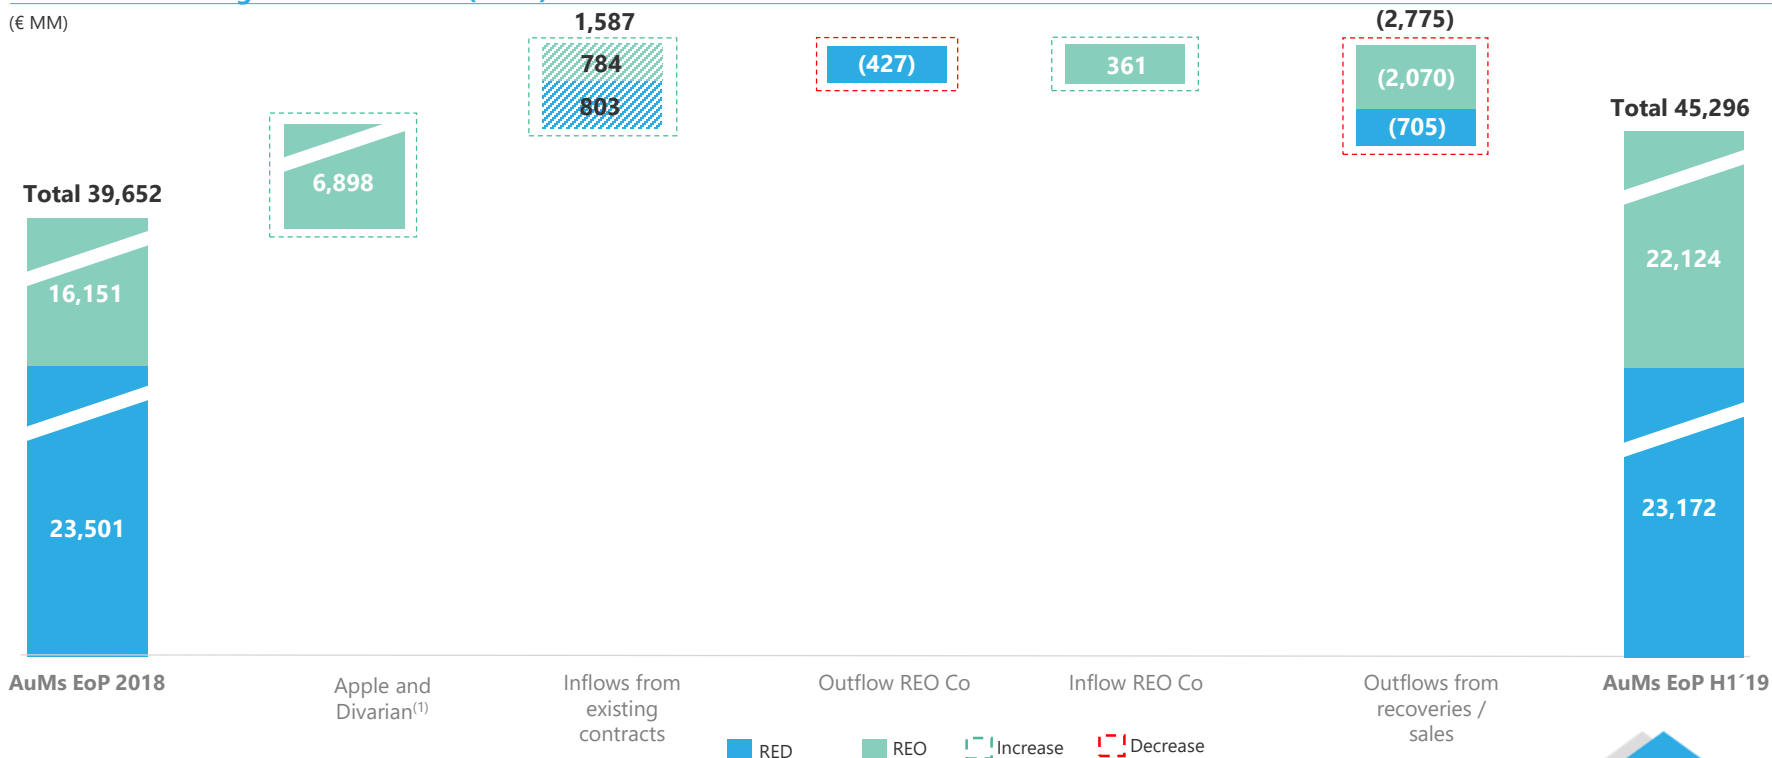 (€ MM)
1,587
(2,775)
784
803
(427)
361
(2,070)
(705)
Total 45,296
6,898
Total 39,652
16,151
22,124
23,501
23,172
AuMs EoP 2018
Apple and
Divarian(1)
Inflows from
existing
contracts
Outflow REO Co
Inflow REO Co
Outflows from
recoveries /
sales
AuMs EoP H1´19
RED
REO
Increase
Decrease